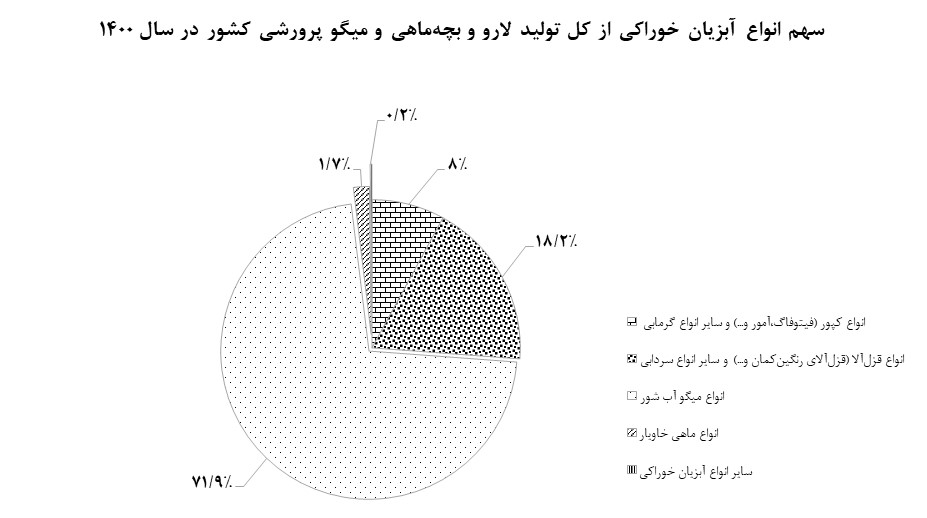 سهم انواع آبزیان خوراکی از کل تولید لارو و بچه‌ماهی و میگو پرورشی کشور در سال ۱۴۰۰
۰/۲٪
۱/۷٪
۸٪
۱۸/۲٪
۷۱/۹٪
انواع کپور (فیتوفاگ،آمور و...) و سایر انواع گرمابی
انواع قزل‌آلا (قزل‌آلای رنگین‌کمان و...) و سایر انواع سردابی
انواع میگو آب شور
انواع ماهی خاویار
سایر انواع آبزیان خوراکی